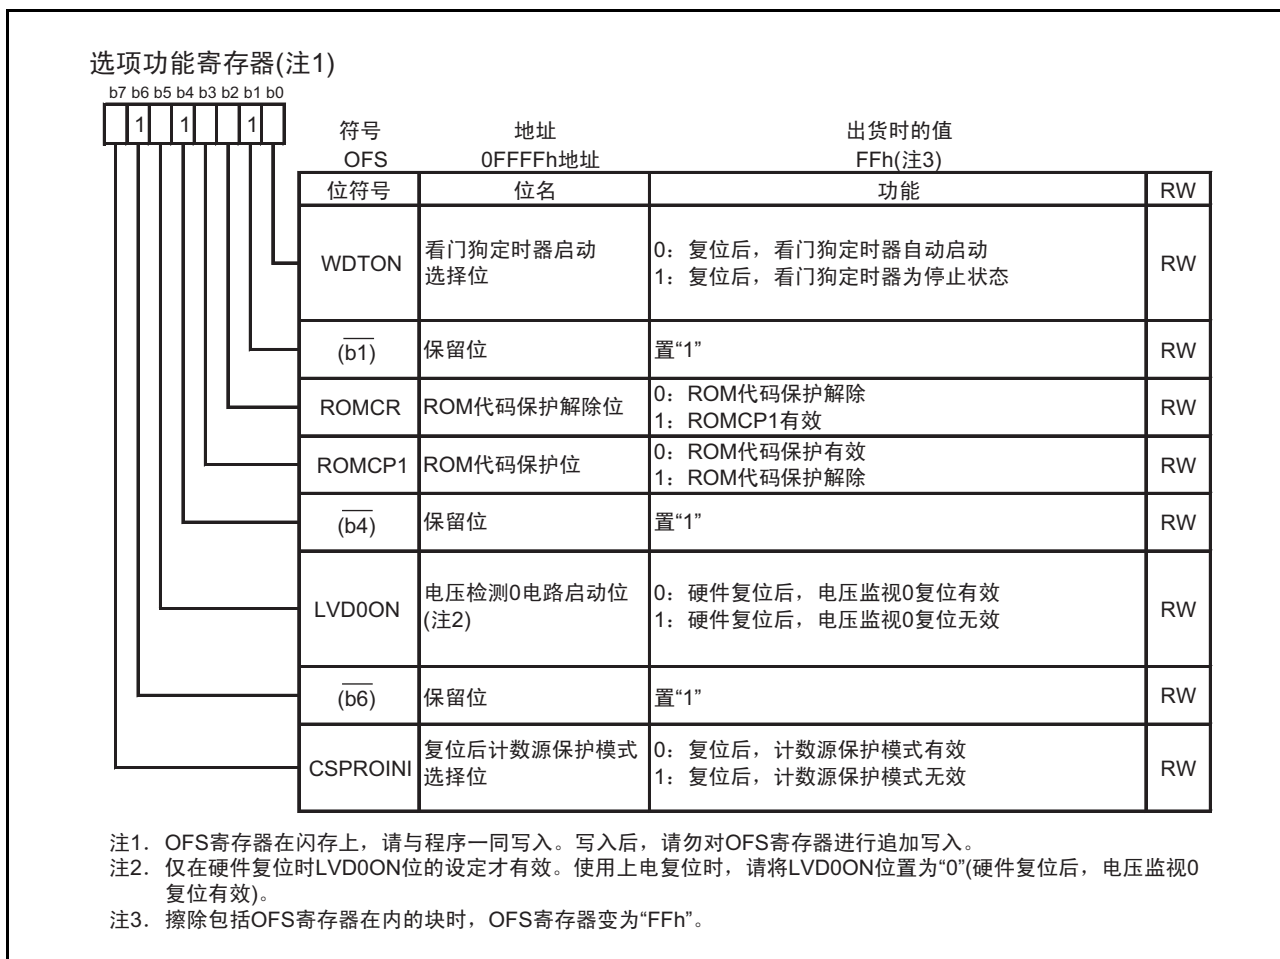 选项功能寄存器(注1)
b7 b6 b5 b4 b3 b2 b1 b0
1 1 1
符号 地址 出货时的值
OFS 0FFFFh地址 FFh(注3)
位符号 位名 功能 RW
WDTON
看门狗定时器启动
选择位
0：复位后，看门狗定时器自动启动
1：复位后，看门狗定时器为停止状态
RW
(b1) 保留位 置“1” RW
ROMCR ROM代码保护解除位
0：ROM代码保护解除
1：ROMCP1有效
RW
ROMCP1 ROM代码保护位
0：ROM代码保护有效
1：ROM代码保护解除
RW
(b4) 保留位 置“1” RW
LVD0ON
电压检测0电路启动位
(注2)
0：硬件复位后，电压监视0复位有效
1：硬件复位后，电压监视0复位无效
RW
(b6) 保留位 置“1” RW
CSPROINI
复位后计数源保护模式
选择位
0：复位后，计数源保护模式有效
1：复位后，计数源保护模式无效
RW
注1．OFS寄存器在闪存上，请与程序一同写入。写入后，请勿对OFS寄存器进行追加写入。
注2．仅在硬件复位时LVD0ON位的设定才有效。使用上电复位时，请将LVD0ON位置为“0”(硬件复位后，电压监视0
复位有效)。
注3．擦除包括OFS寄存器在内的块时，OFS寄存器变为“FFh”。